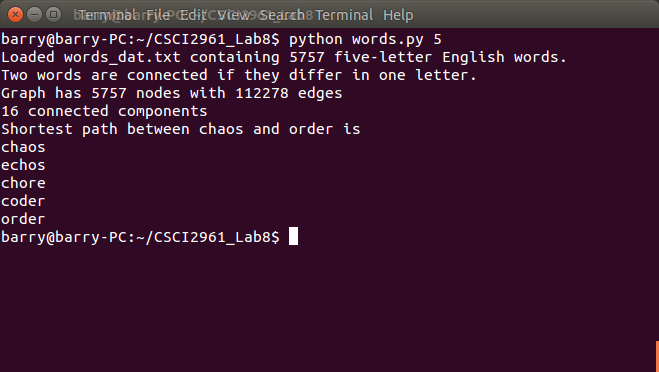 Terminal File Edit View Search Terminal Help
barry@barry-PC:~/CSCI2961_Lab8$ python words.py 5
Loaded words_dat.txt containing 5757 five-letter English words.
Two words are connected if they differ in one letter.
Graph has 5757 nodes with 112278 edges
16 connected components
Shortest path between chaos and order is
chaos
echos
chore
coder
order
barry@barry-PC:~/CSCI2961_Lab8$